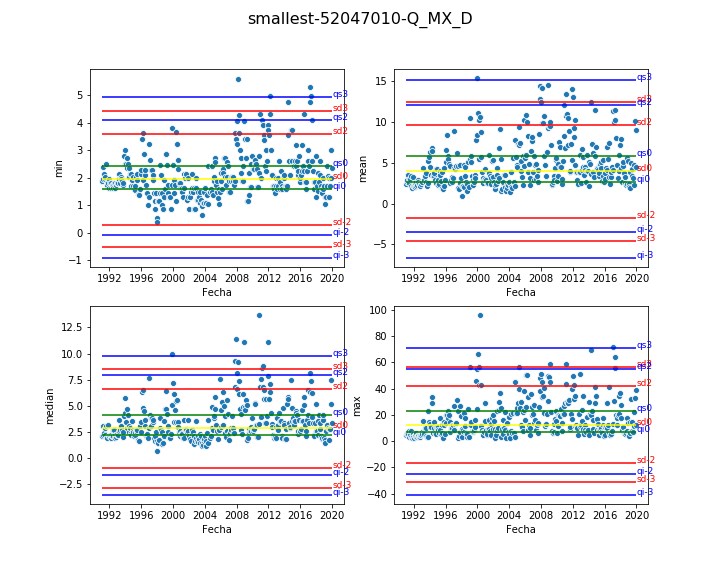 smallest-52047010-Q_MX_D
min
5
4
3
2
1
0
−1
qs3
sd3
qs2
sd2
qs0
sd0
qi0
sd-2
qi-2
sd-3
qi-3
1992 1996 2000 2004 2008 2012 2016 2020
Fecha
mean
15
10
5
0
−5
qs3
sd3
qs2
sd2
qs0
sd0
qi0
sd-2
qi-2
sd-3
qi-3
1992 1996 2000 2004 2008 2012 2016 2020
Fecha
median
12.5
10.0
7.5
5.0
2.5
0.0
−2.5
qs3
sd3
qs2
sd2
qs0
sd0
qi0
sd-2
qi-2
sd-3
qi-3
1992 1996 2000 2004 2008 2012 2016 2020
Fecha
max
100
80
60
40
20
0
−20
−40
qs3
sd3
qs2
sd2
qs0
sd0
qi0
sd-2
qi-2
sd-3
qi-3
1992 1996 2000 2004 2008 2012 2016 2020
Fecha